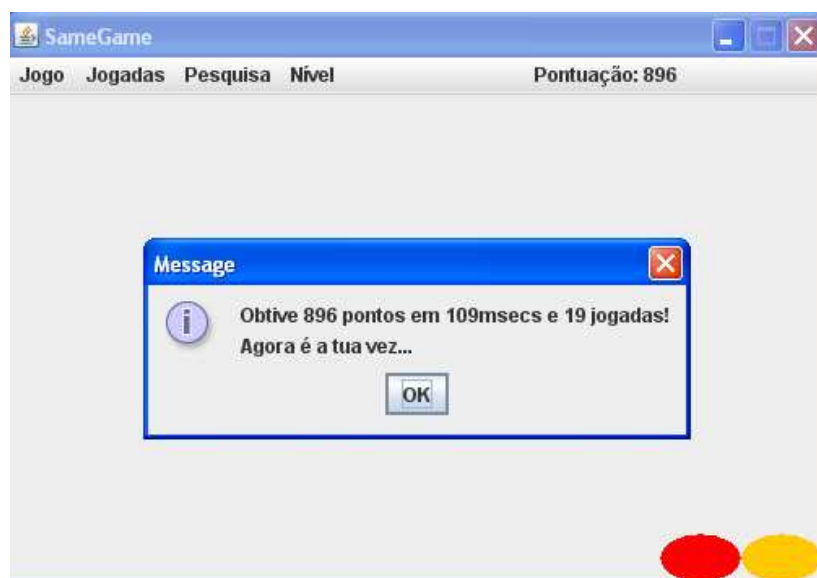 SameGame
Jogo Jogadas Pesquisa Nível Pontuação: 896
Message
i
Obtive 896 pontos em 109msecs e 19 jogadas!
Agora é a tua vez...
OK